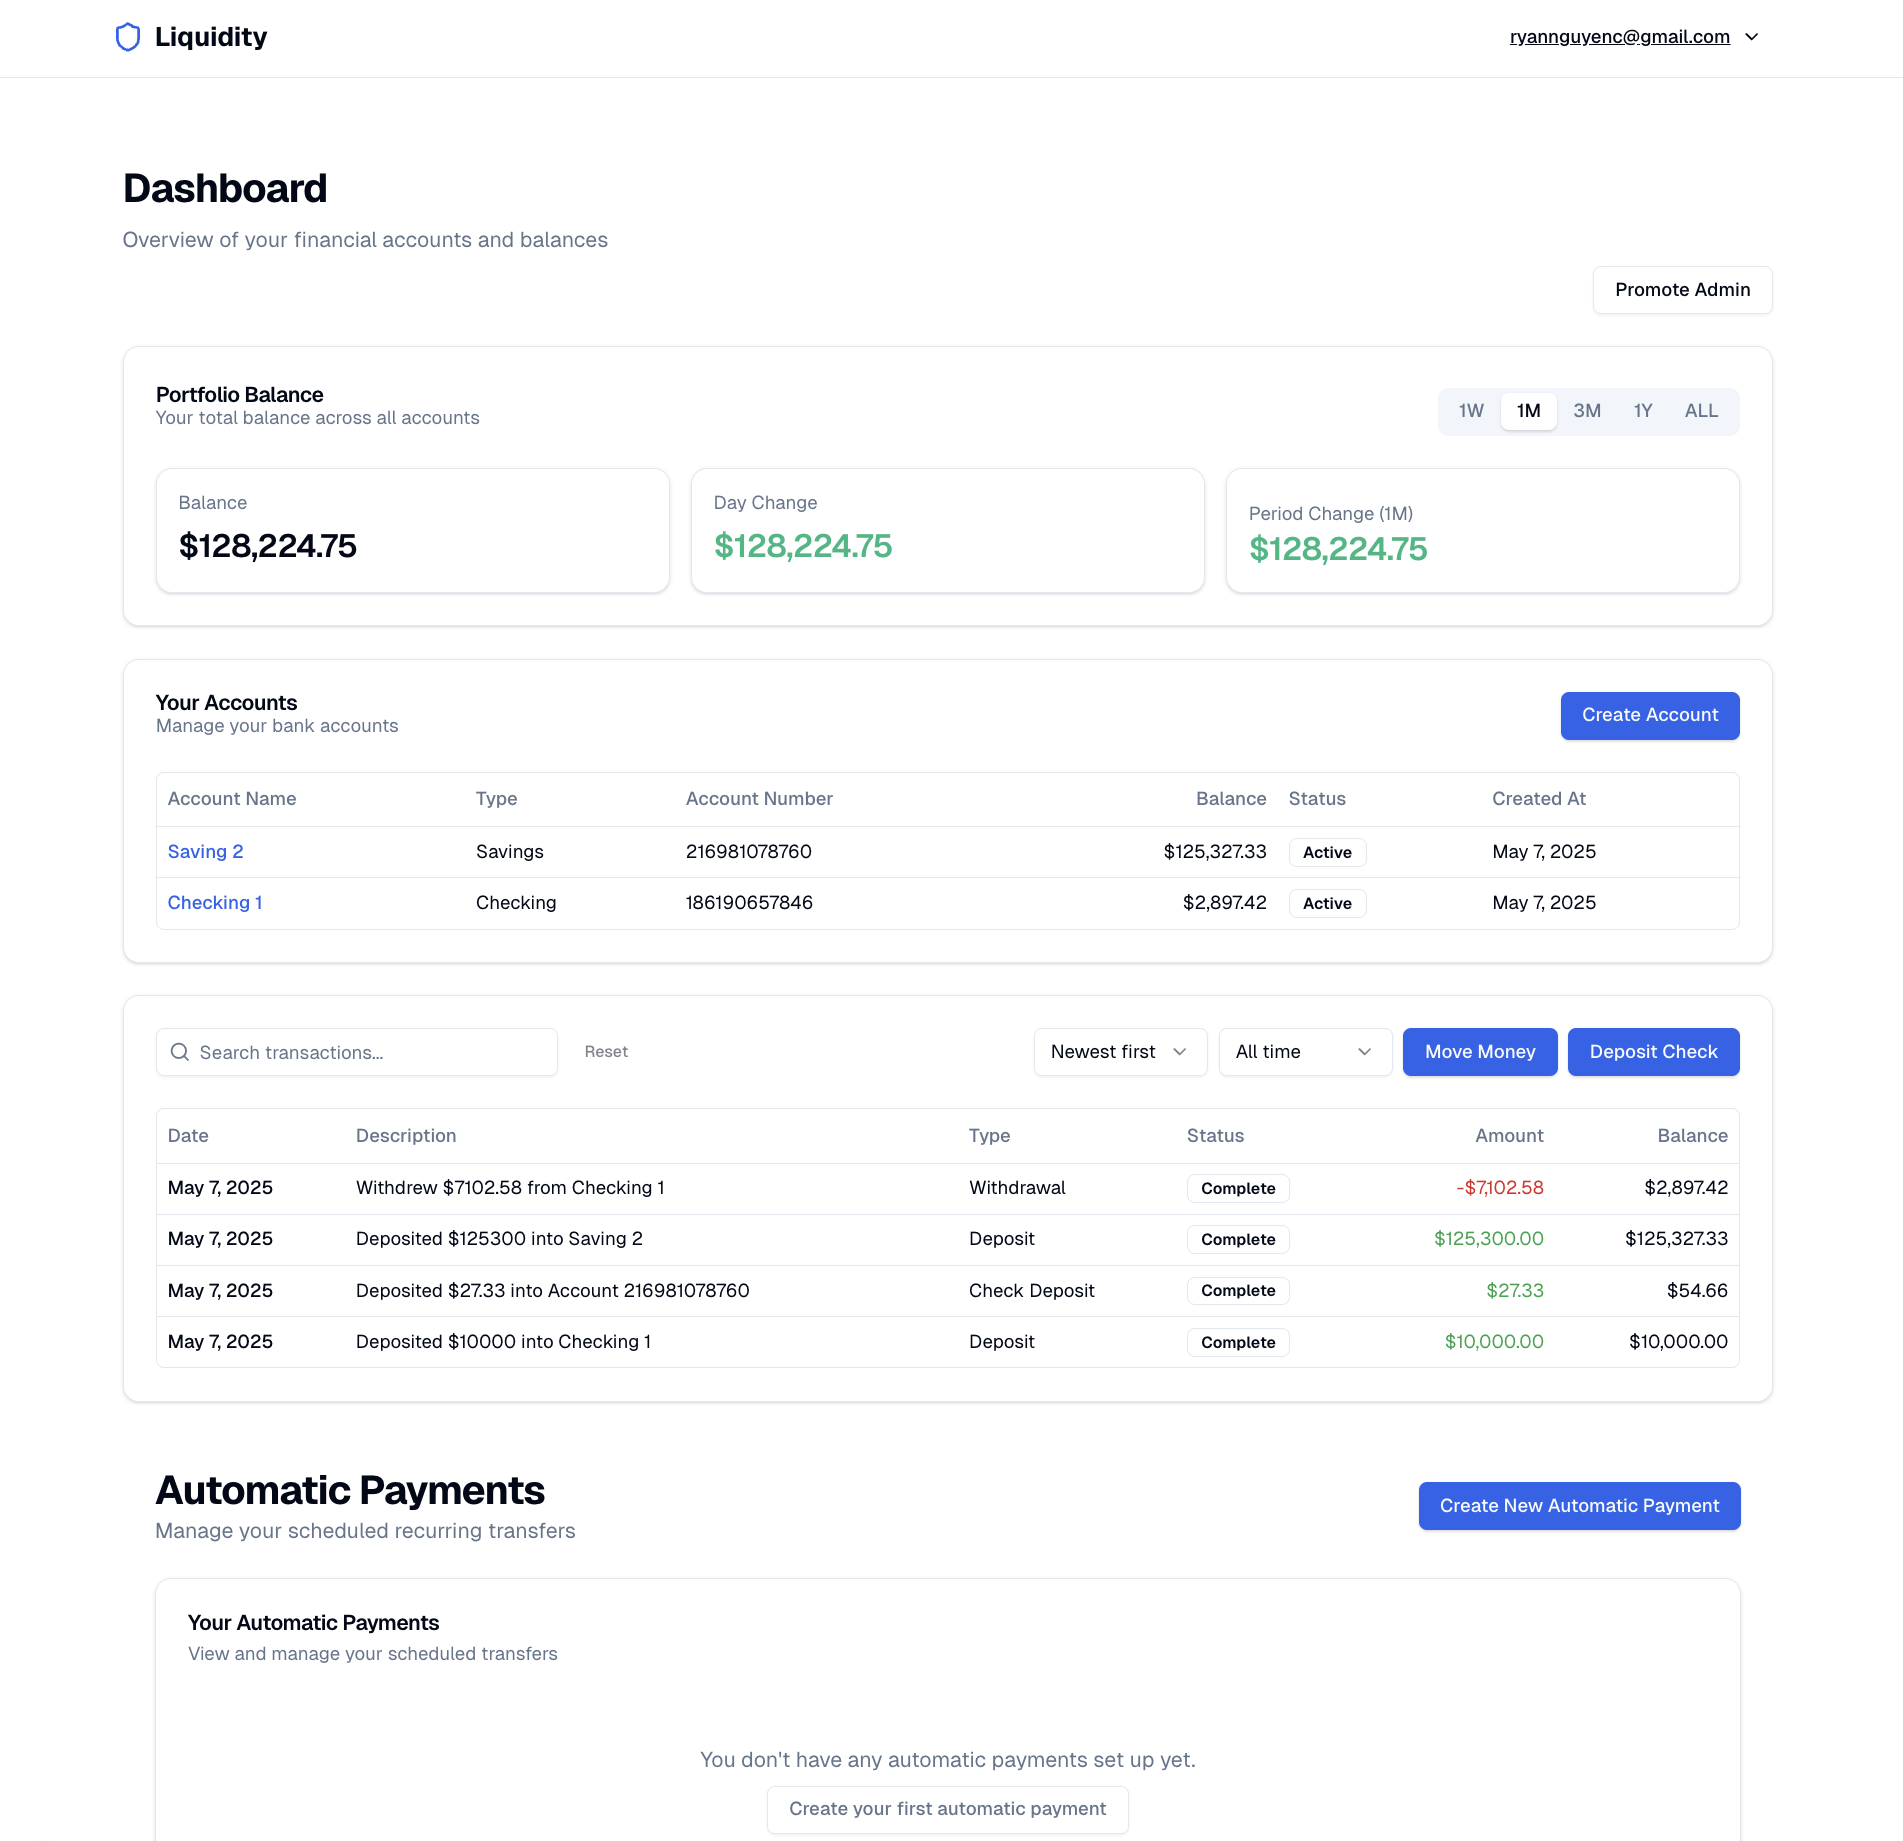 Liquidity
ryannguyenc@gmail.com
Dashboard
Overview of your financial accounts and balances
Promote Admin
Portfolio Balance
Your total balance across all accounts
1W 1M 3M 1Y ALL
Balance
$128,224.75
Day Change
$128,224.75
Period Change (1M)
$128,224.75
Your Accounts
Manage your bank accounts
Create Account
Account Name Type Account Number Balance Status Created At
Saving 2 Savings 216981078760 $125,327.33 Active May 7, 2025
Checking 1 Checking 186190657846 $2,897.42 Active May 7, 2025
Search transactions... Reset Newest first All time Move Money Deposit Check
Date Description Type Status Amount Balance
May 7, 2025 Withdrew $7102.58 from Checking 1 Withdrawal Complete -$7,102.58 $2,897.42
May 7, 2025 Deposited $125300 into Saving 2 Deposit Complete $125,300.00 $125,327.33
May 7, 2025 Deposited $27.33 into Account 216981078760 Check Deposit Complete $27.33 $54.66
May 7, 2025 Deposited $10000 into Checking 1 Deposit Complete $10,000.00 $10,000.00
Automatic Payments
Manage your scheduled recurring transfers
Create New Automatic Payment
Your Automatic Payments
View and manage your scheduled transfers
You don't have any automatic payments set up yet.
Create your first automatic payment